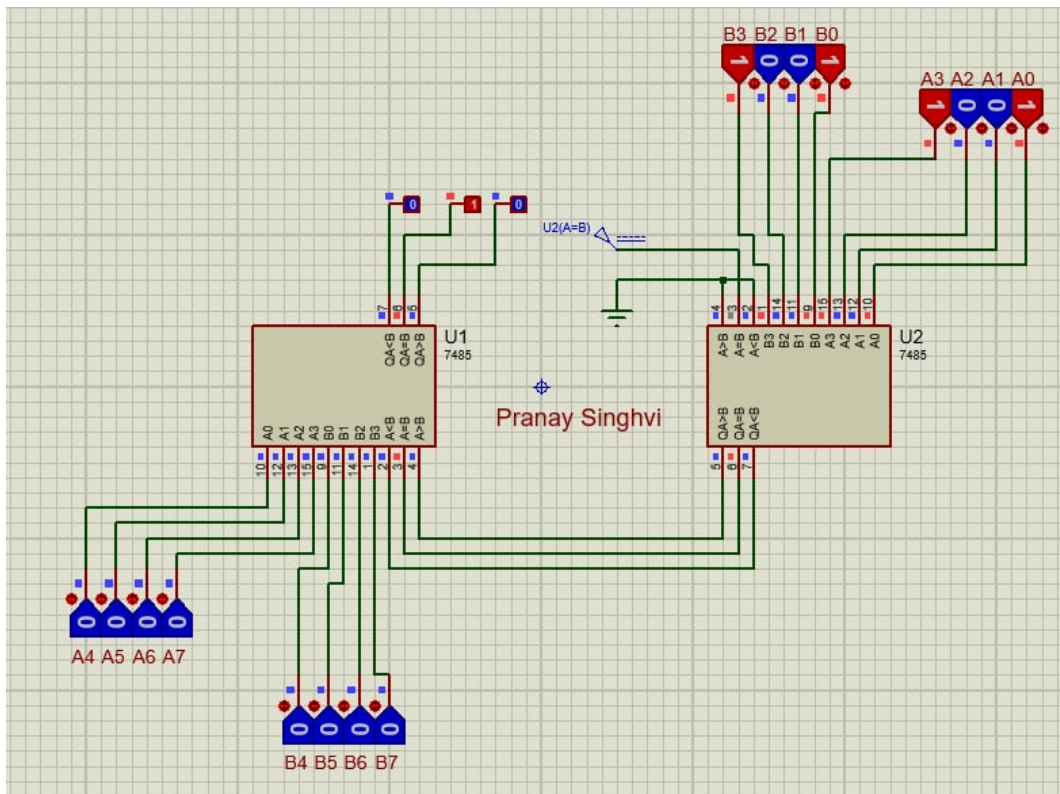 B3 B2 B1 B0
1 0 0 1
A3 A2 A1 A0
1 0 0 1
0 1 0
U2(A=B)
7 6 5
4 3 2 1 14 11 9 15 13 12 10
QA<B QA=B QA>B
U1
7485
A>B A=B A<B B3 B2 B1 B0 A3 A2 A1 A0
U2
7485
Pranay Singhvi
A0 A1 A2 A3 B0 B1 B2 B3 A<B A=B A>B
QA>B QA=B QA<B
10 12 13 15 9 11 14 1 2 3 4
5 6 7
0 0 0 0
A4 A5 A6 A7
0 0 0 0
B4 B5 B6 B7